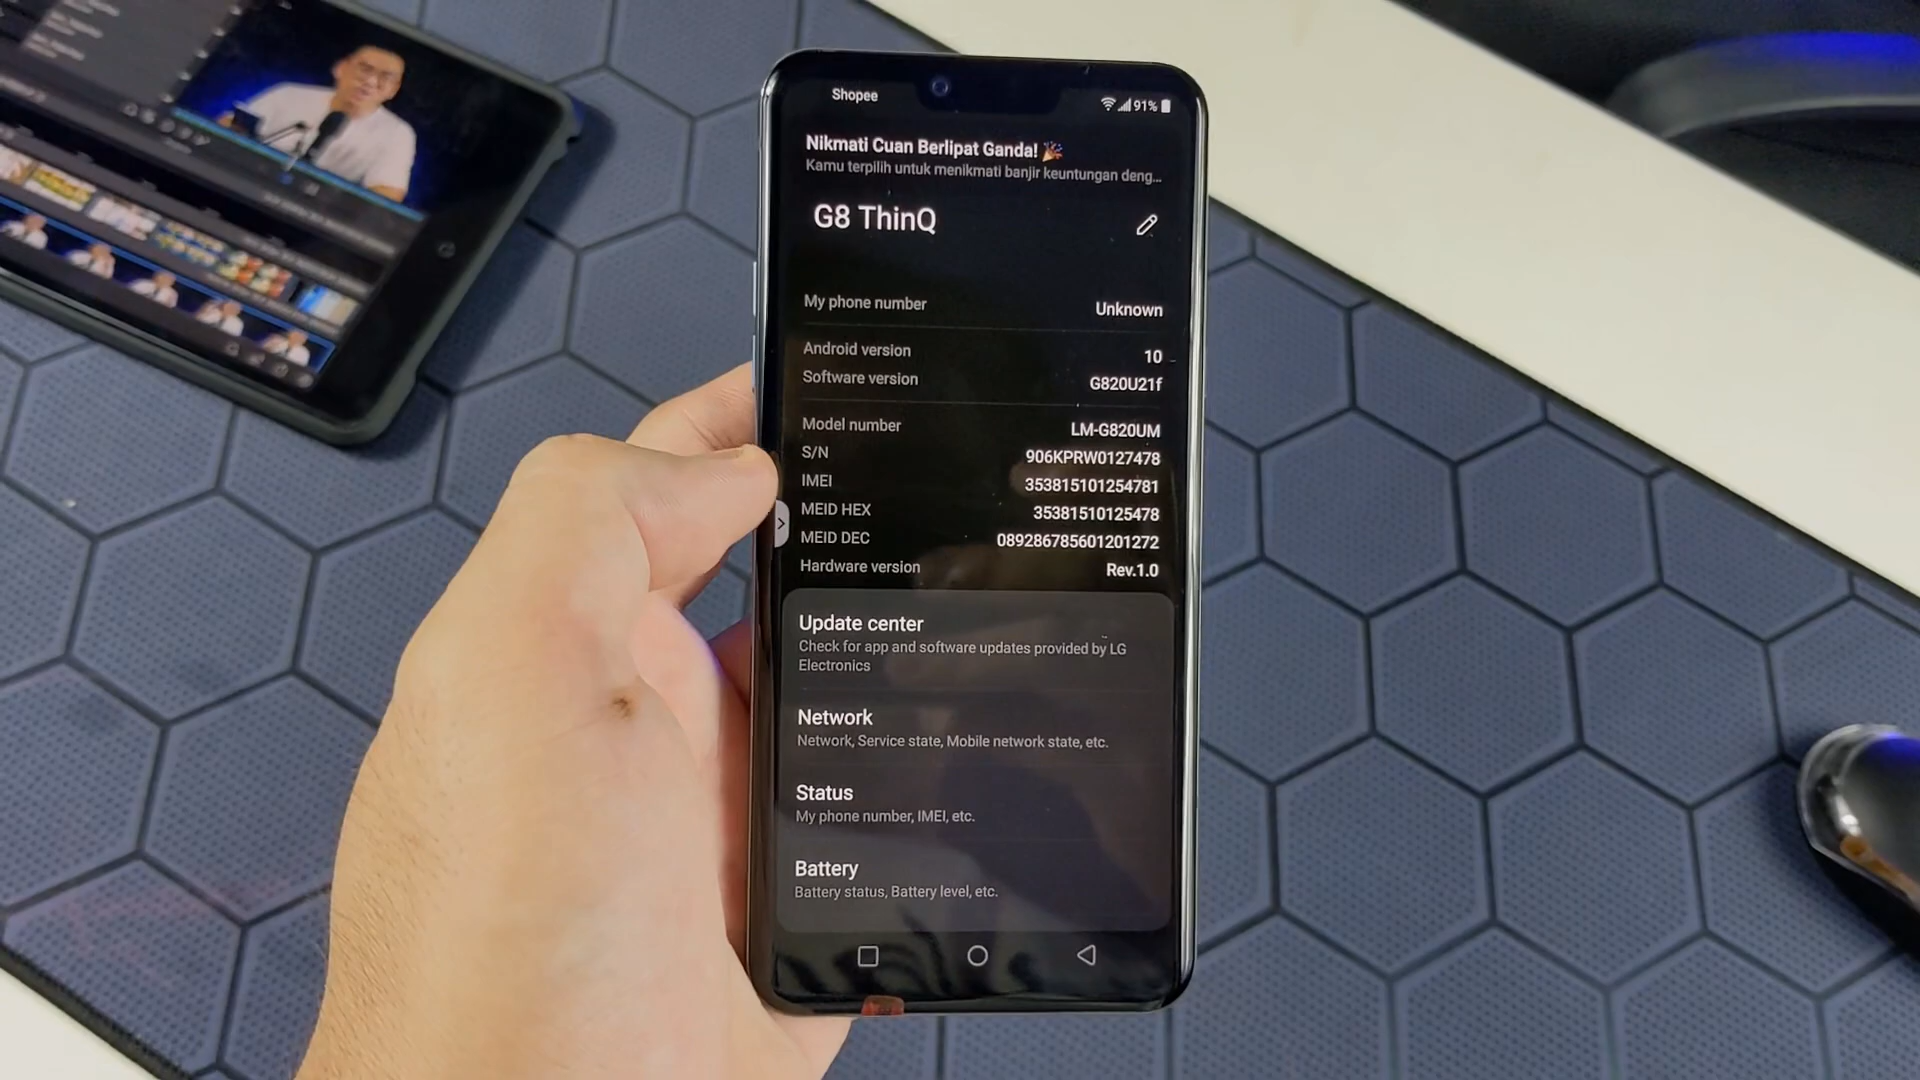 Shopee
91%
Nikmati Cuan Berlipat Ganda! 🎉
Kamu terpilih untuk menikmati banjir keuntungan deng...
G8 ThinQ
My phone number Unknown
Android version 10
Software version G820U21f
Model number LM-G820UM
S/N 906KPRW0127478
IMEI 353815101254781
MEID HEX 35381510125478
MEID DEC 089286785601201272
Hardware version Rev.1.0
Update center
Check for app and software updates provided by LG
Electronics
Network
Network, Service state, Mobile network state, etc.
Status
My phone number, IMEI, etc.
Battery
Battery status, Battery level, etc.